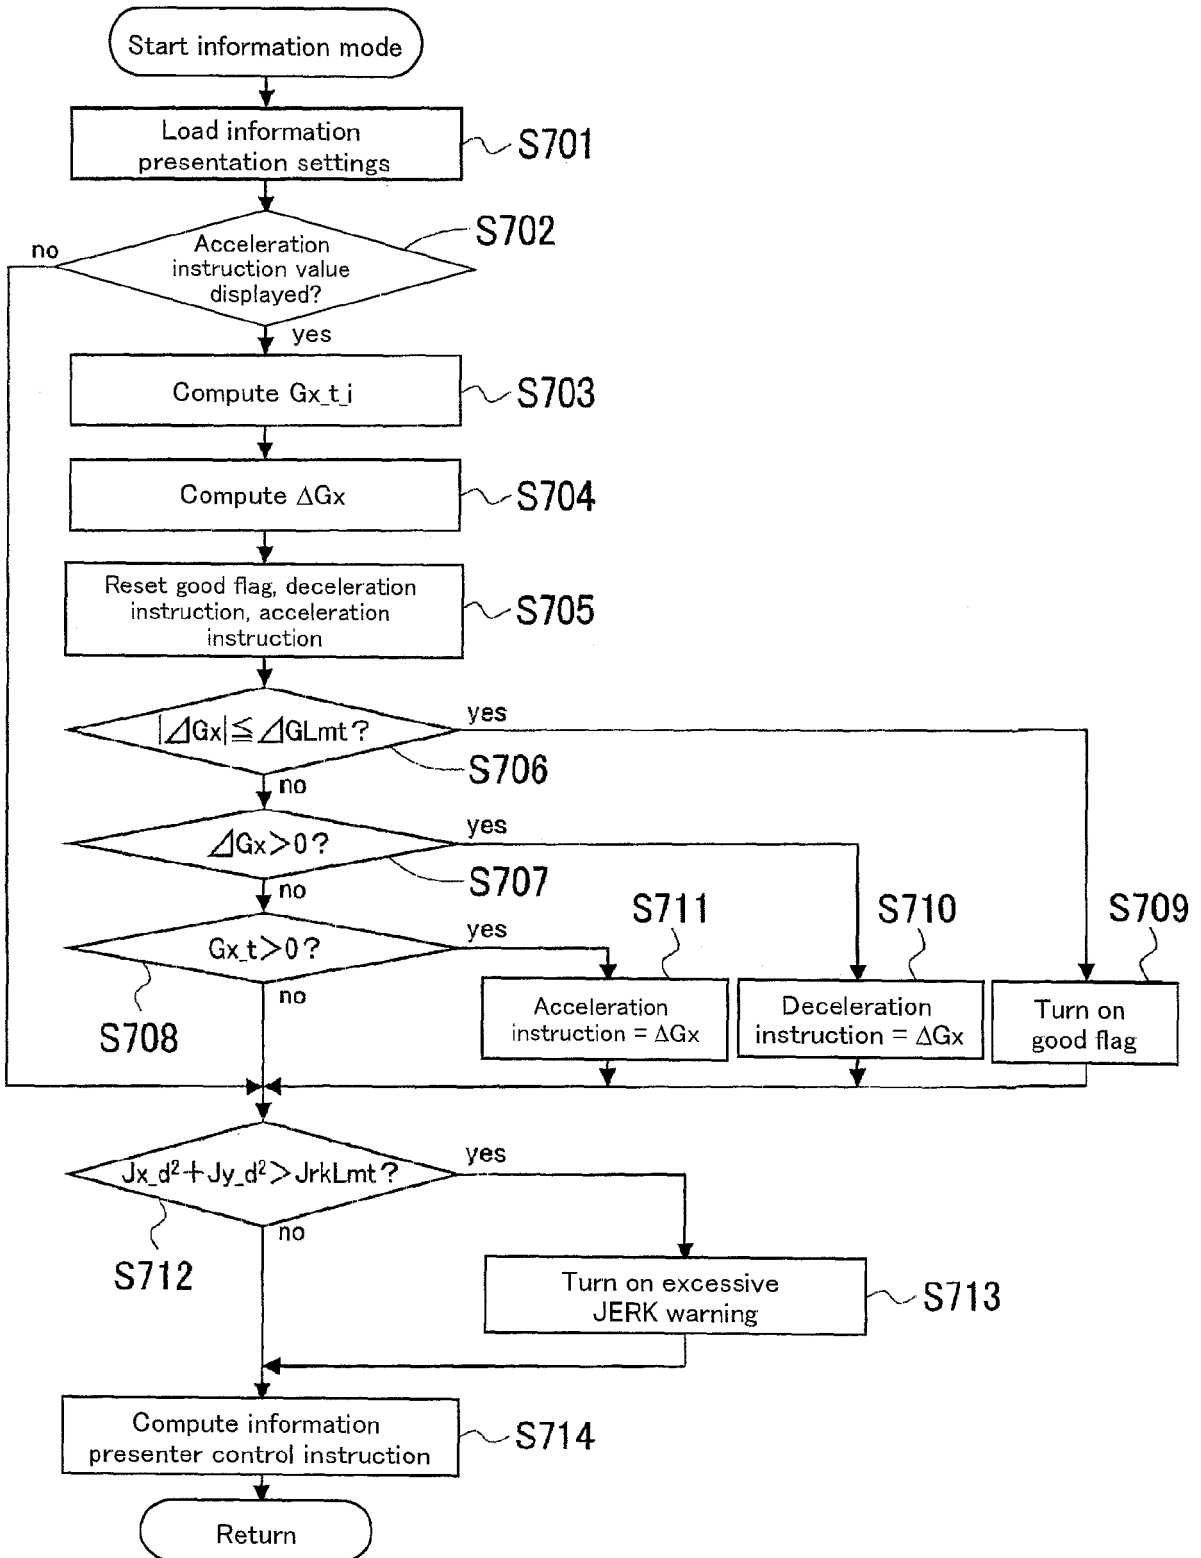 Start information mode
Load information
presentation settings
S701
S702
no
Acceleration
instruction value
displayed?
yes
Compute Gx_t_i
S703
Compute ΔGx
S704
Reset good flag, deceleration
instruction, acceleration
instruction
S705
|⊿Gx|≦⊿GLmt?
yes
S706
no
⊿Gx>0?
yes
S707
no
Gx_t>0?
yes
S708
no
S711
Acceleration
instruction = ΔGx
S710
Deceleration
instruction = ΔGx
S709
Turn on
good flag
Jx_d²+Jy_d²>JrkLmt?
yes
S712
no
Turn on excessive
JERK warning
S713
Compute information
presenter control instruction
S714
Return